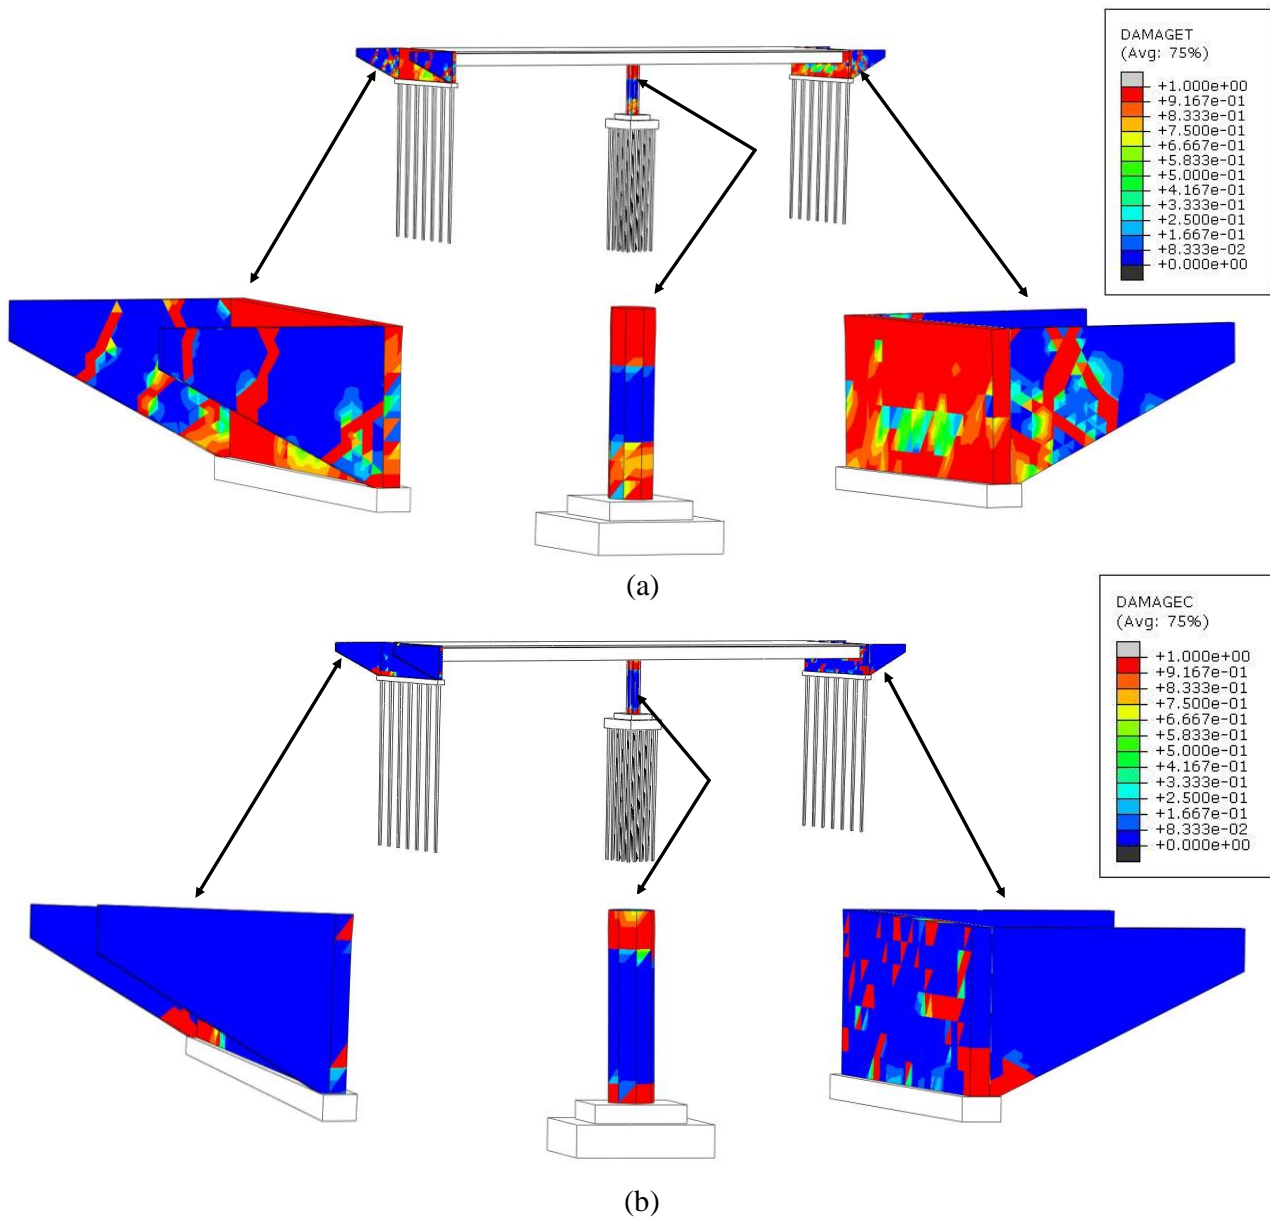 DAMAGET
(Avg: 75%)
+1.000e+00
+9.167e-01
+8.333e-01
+7.500e-01
+6.667e-01
+5.833e-01
+5.000e-01
+4.167e-01
+3.333e-01
+2.500e-01
+1.667e-01
+8.333e-02
+0.000e+00
(a)
DAMAGEC
(Avg: 75%)
+1.000e+00
+9.167e-01
+8.333e-01
+7.500e-01
+6.667e-01
+5.833e-01
+5.000e-01
+4.167e-01
+3.333e-01
+2.500e-01
+1.667e-01
+8.333e-02
+0.000e+00
(b)